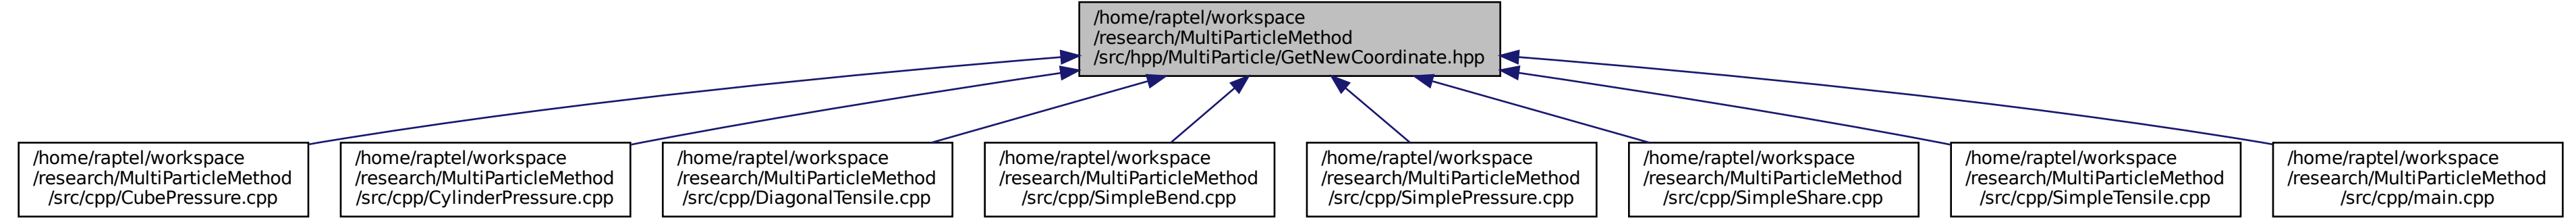 /home/raptel/workspace
/research/MultiParticleMethod
/src/hpp/MultiParticle/GetNewCoordinate.hpp
/home/raptel/workspace
/research/MultiParticleMethod
/src/cpp/CubePressure.cpp
/home/raptel/workspace
/research/MultiParticleMethod
/src/cpp/CylinderPressure.cpp
/home/raptel/workspace
/research/MultiParticleMethod
/src/cpp/DiagonalTensile.cpp
/home/raptel/workspace
/research/MultiParticleMethod
/src/cpp/SimpleBend.cpp
/home/raptel/workspace
/research/MultiParticleMethod
/src/cpp/SimplePressure.cpp
/home/raptel/workspace
/research/MultiParticleMethod
/src/cpp/SimpleShare.cpp
/home/raptel/workspace
/research/MultiParticleMethod
/src/cpp/SimpleTensile.cpp
/home/raptel/workspace
/research/MultiParticleMethod
/src/cpp/main.cpp